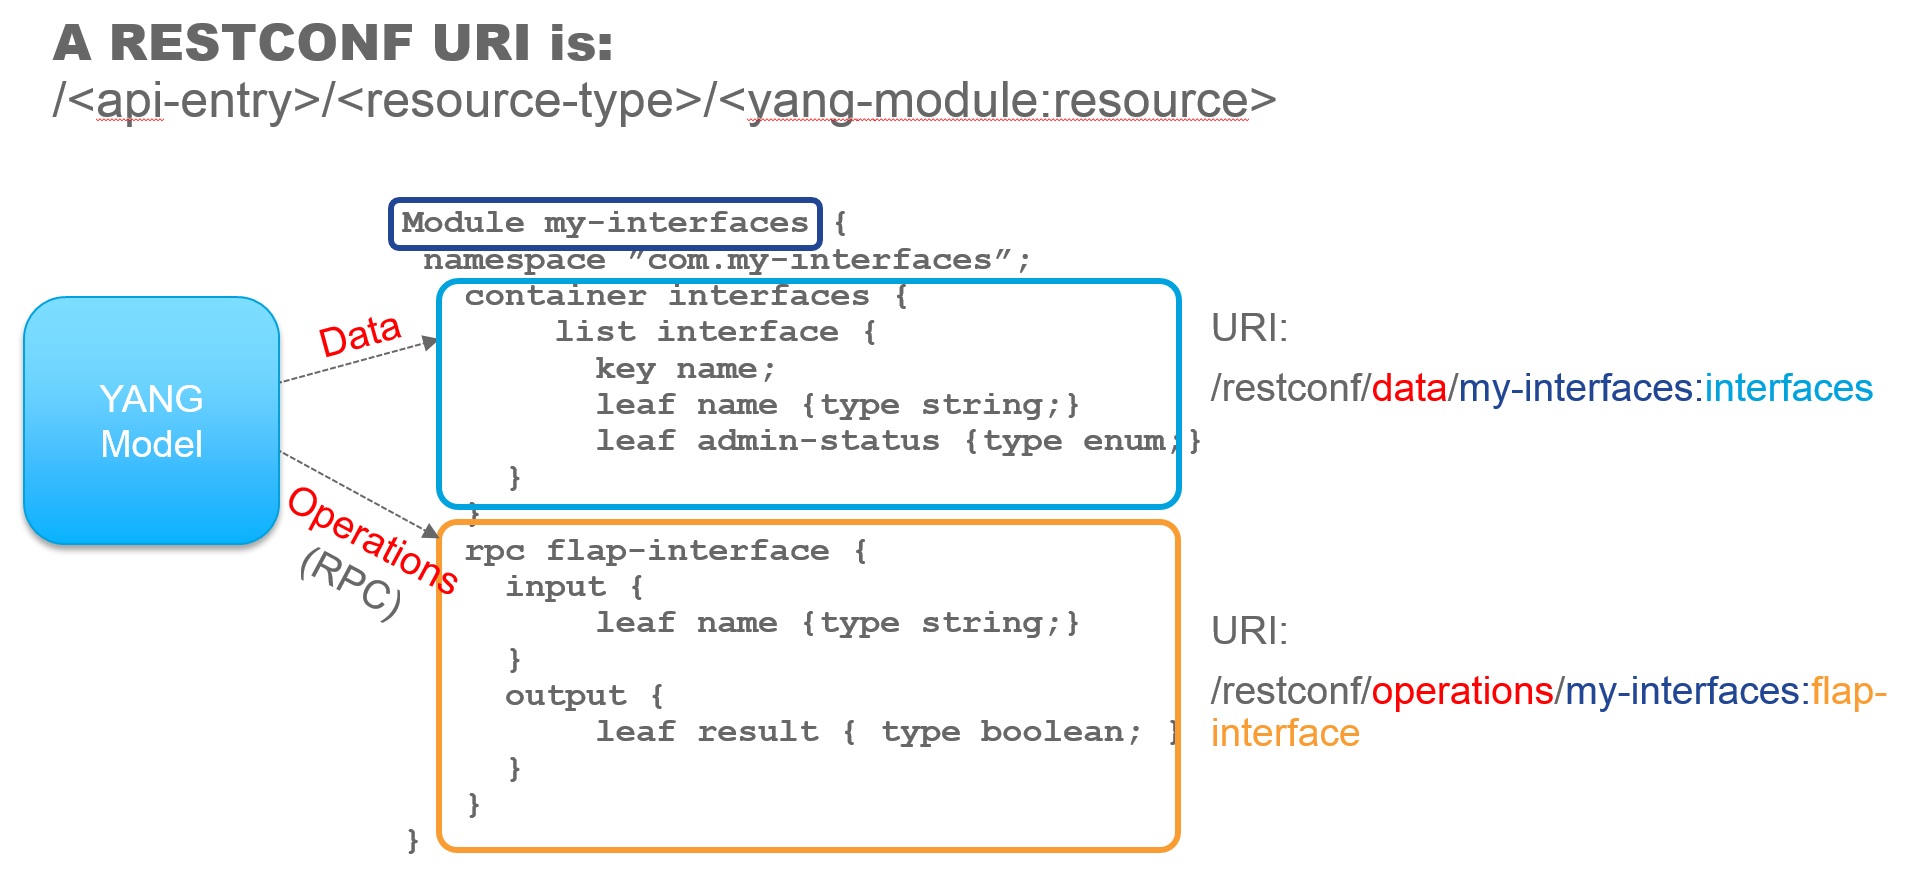 A RESTCONF URI is:
/<api-entry>/<resource-type>/<yang-module:resource>
Module my-interfaces {
namespace ”com.my-interfaces”;
container interfaces {
list interface {
key name;
leaf name {type string;}
leaf admin-status {type enum;}
}
}
rpc flap-interface {
input {
leaf name {type string;}
}
output {
leaf result { type boolean; }
}
}
}
YANG
Model
Data
Operations
(RPC)
URI:
/restconf/data/my-interfaces:interfaces
URI:
/restconf/operations/my-interfaces:flap-
interface